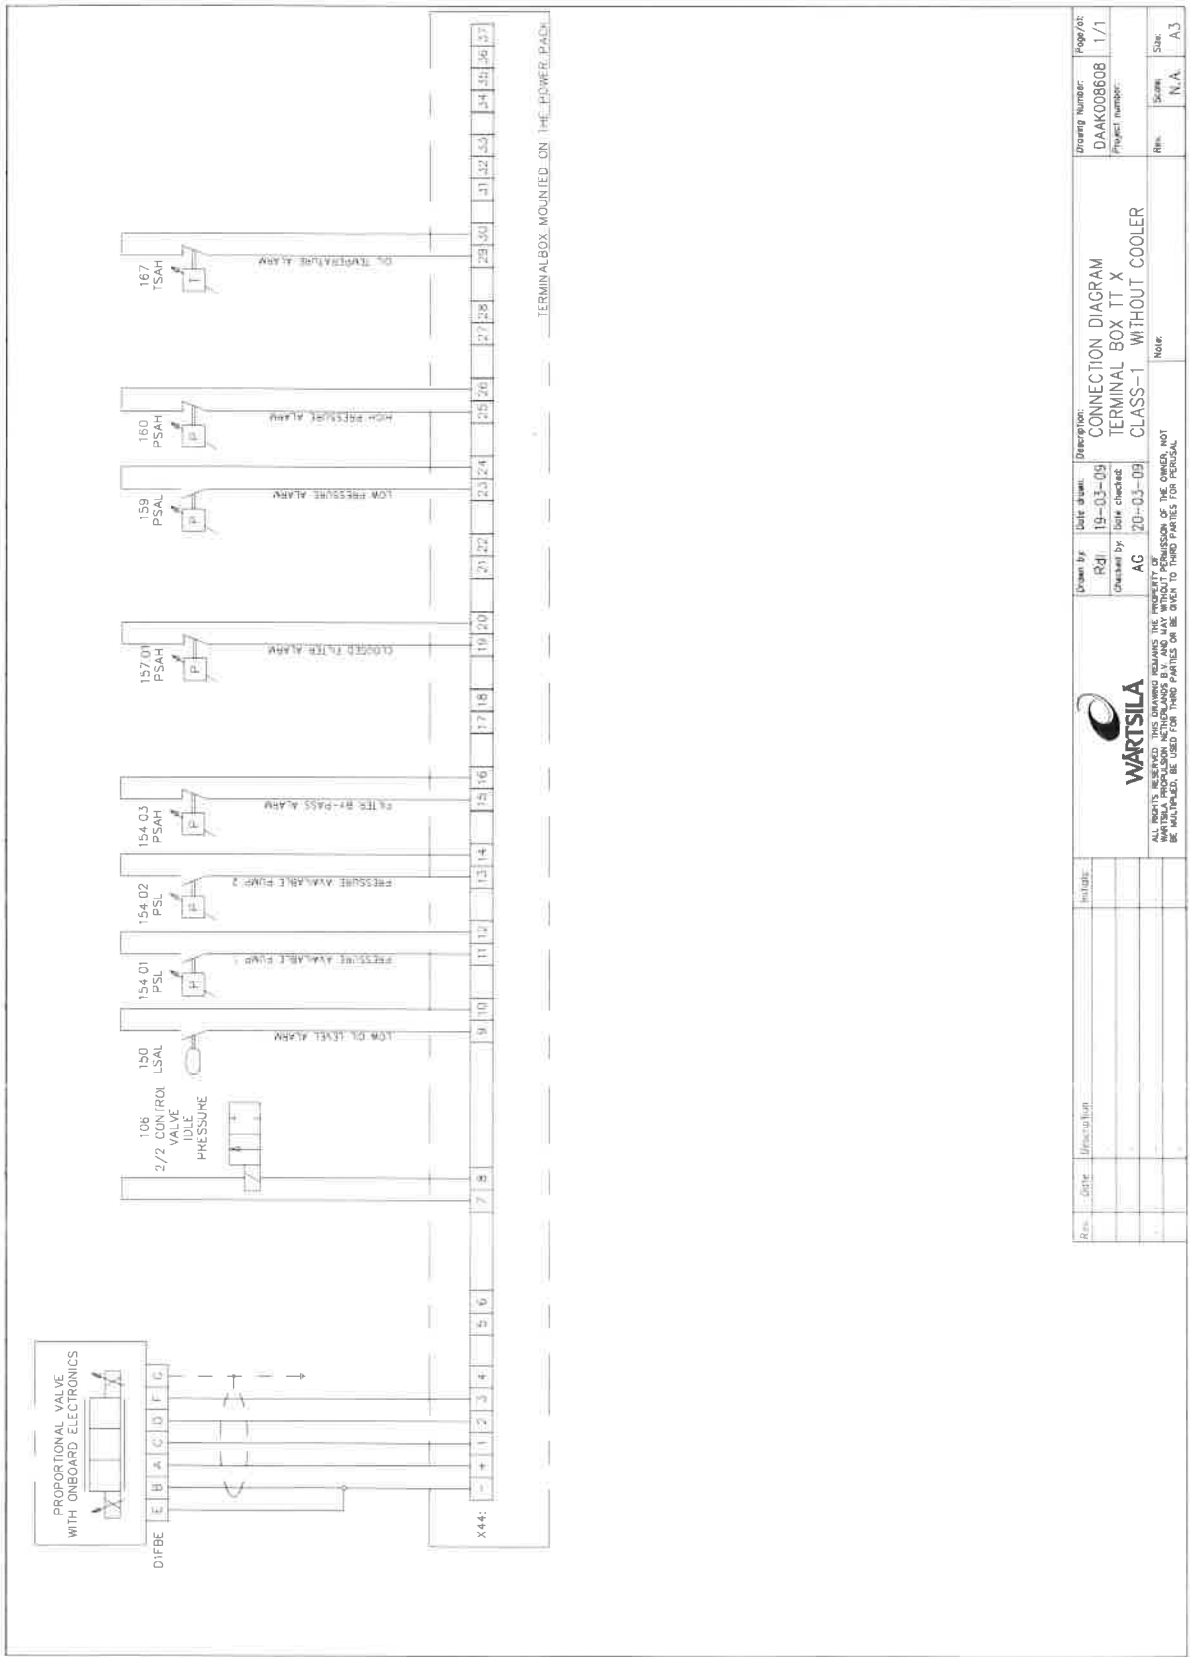 PROPORTIONAL VALVE
WITH ONBOARD ELECTRONICS
D1FBE
E B A C D F G
106
2/2 CONTROL
VALVE
IDLE
PRESSURE
150
LSAL
LOW OIL LEVEL ALARM
154.01
PSL
PRESSURE AVAILABLE PUMP
154.02
PSL
P
PRESSURE AVAILABLE PUMP 2
154.03
PSAH
P
FILTER BY-PASS ALARM
157.01
PSAH
P
CLOGGED FILTER ALARM
159
PSAL
P
LOW PRESSURE ALARM
160
PSAH
P
HIGH PRESSURE ALARM
167
TSAH
T
OIL TEMPERATURE ALARM
X44:
- + 1 2 3 4 5 6 7 8 9 10 11 12 13 14 15 16 17 18 19 20 21 22 23 24 25 26 27 28 29 30 31 32 33 34 35 36 37
TERMINALBOX MOUNTED ON THE POWER PACK
Rev. Date Description Initials
WÄRTSILÄ
Drawn by: Rdl
Date drawn: 19-03-09
Checked by: AG
Date checked: 20-03-09
Description:
CONNECTION DIAGRAM
TERMINAL BOX TT X
CLASS-1 WITHOUT COOLER
Drawing Number: DAAK008608
Page/of: 1/1
Project number:
Note:
Rev.
Scale: N.A.
Size: A3
ALL RIGHTS RESERVED. THIS DRAWING REMAINS THE PROPERTY OF
WARTSILA PROPULSION NETHERLANDS B.V. AND MAY WITHOUT PERMISSION OF THE OWNER, NOT
BE MULTIPLIED, BE USED FOR THIRD PARTIES OR BE GIVEN TO THIRD PARTIES FOR PERUSAL